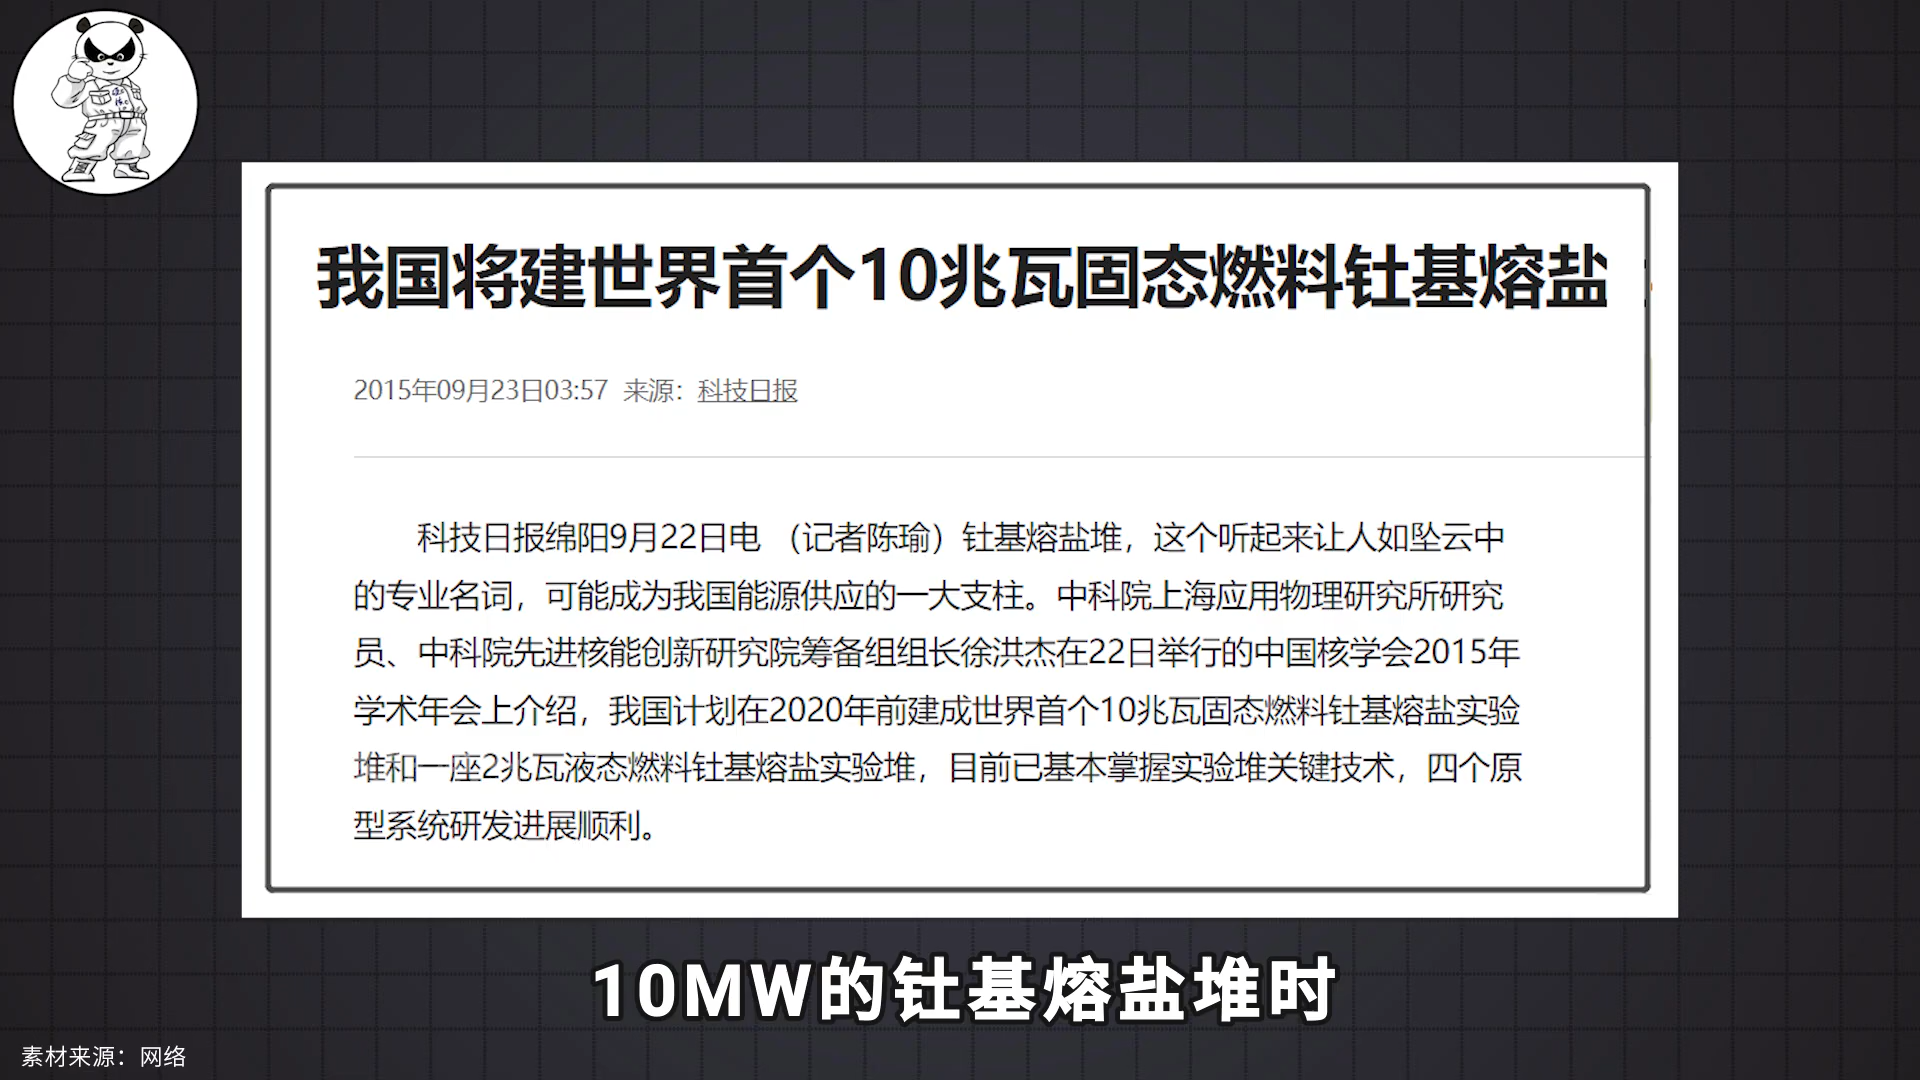 我国将建世界首个10兆瓦固态燃料钍基熔盐
2015年09月23日03:57 来源：科技日报
科技日报绵阳9月22日电 （记者陈瑜）钍基熔盐堆，这个听起来让人如坠云中
的专业名词，可能成为我国能源供应的一大支柱。中科院上海应用物理研究所研究
员、中科院先进核能创新研究院筹备组组长徐洪杰在22日举行的中国核学会2015年
学术年会上介绍，我国计划在2020年前建成世界首个10兆瓦固态燃料钍基熔盐实验
堆和一座2兆瓦液态燃料钍基熔盐实验堆，目前已基本掌握实验堆关键技术，四个原
型系统研发进展顺利。
10MW的钍基熔盐堆时
素材来源：网络